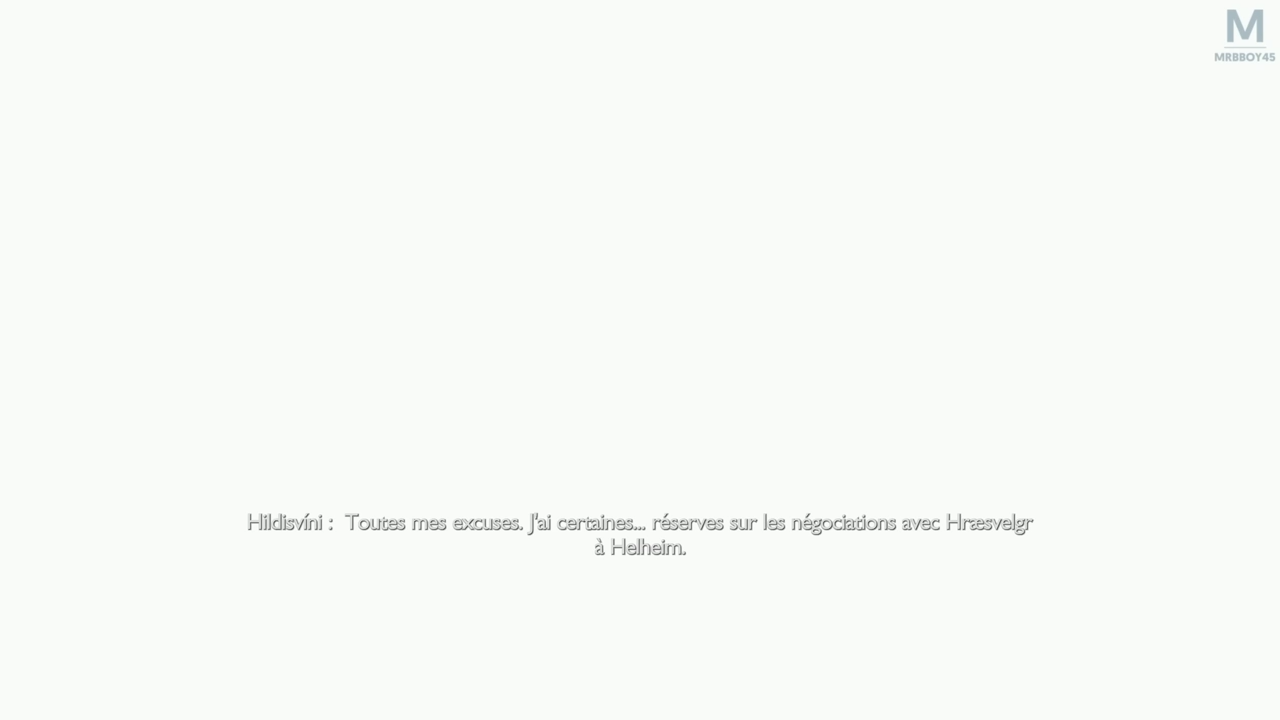 M
MRBBOY45
Hildisvíni :  Toutes mes excuses. J'ai certaines... réserves sur les négociations avec Hræsvelgr
à Helheim.